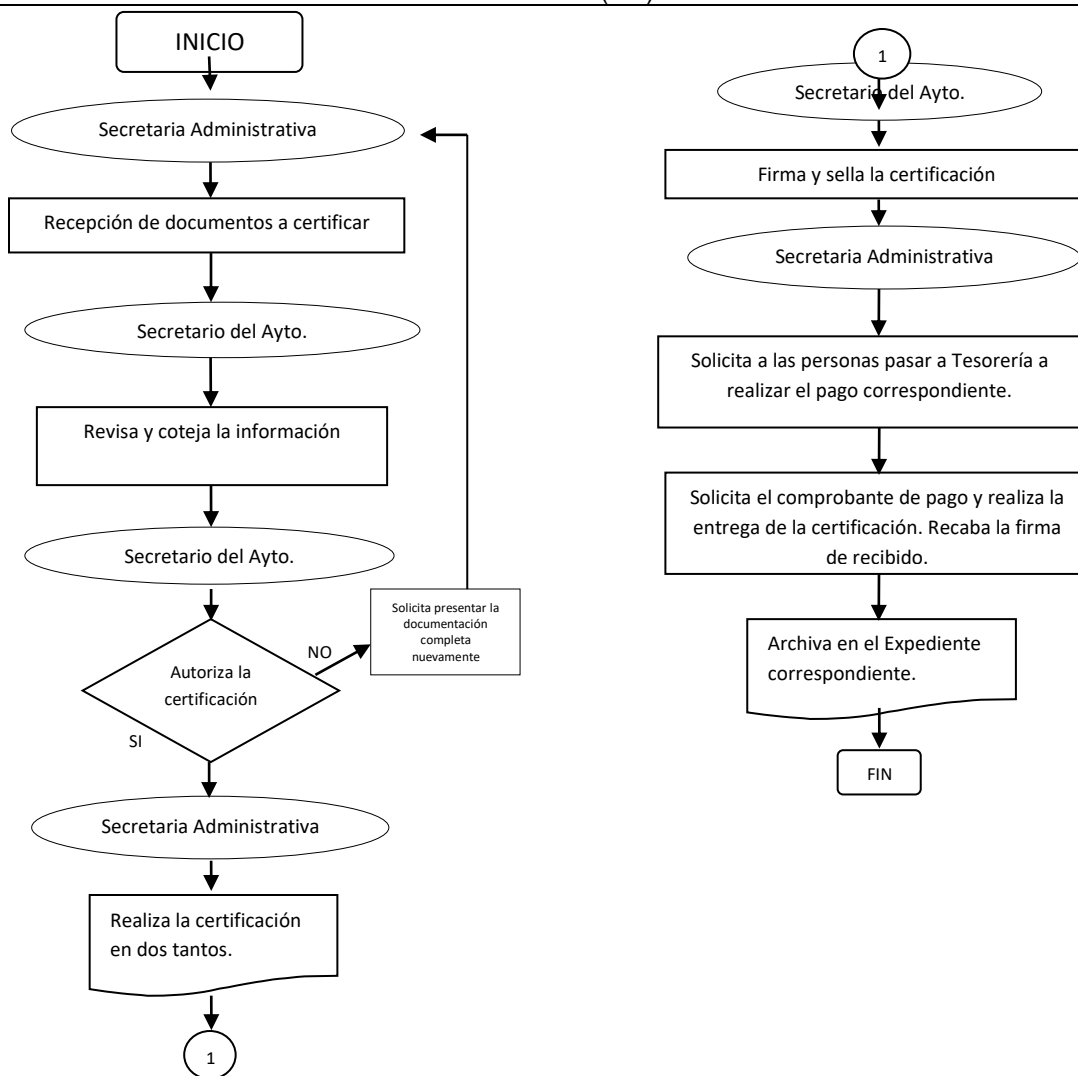 INICIO
Secretaria Administrativa
Recepción de documentos a certificar
Secretario del Ayto.
Revisa y coteja la información
Secretario del Ayto.
Autoriza la
certificación
NO
Solicita presentar la
documentación
completa
nuevamente
SI
Secretaria Administrativa
Realiza la certificación
en dos tantos.
1
1
Secretario del Ayto.
Firma y sella la certificación
Secretaria Administrativa
Solicita a las personas pasar a Tesorería a
realizar el pago correspondiente.
Solicita el comprobante de pago y realiza la
entrega de la certificación. Recaba la firma
de recibido.
Archiva en el Expediente
correspondiente.
FIN